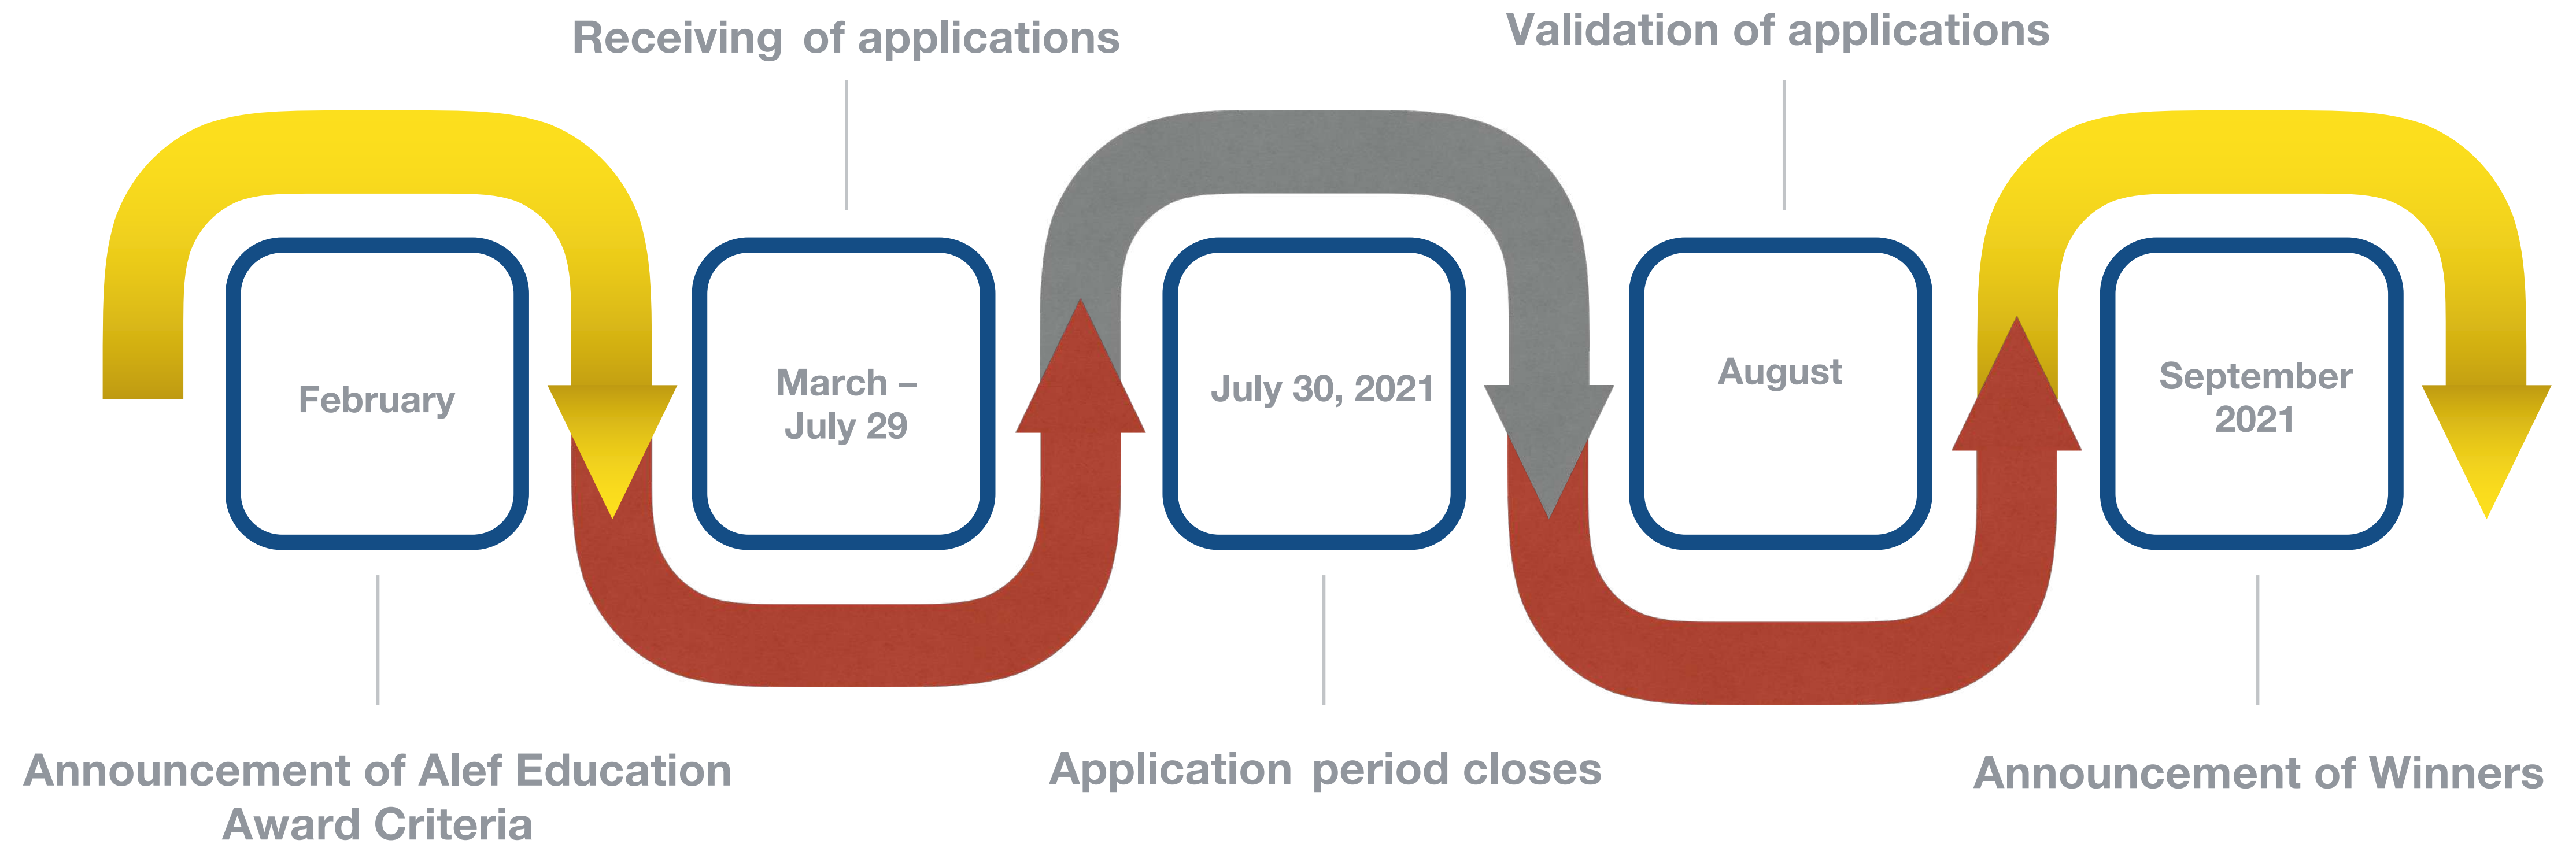 Receiving of applications
Validation of applications
February
March –
July 29
July 30, 2021
August
September
2021
Announcement of Alef Education
Award Criteria
Application period closes
Announcement of Winners